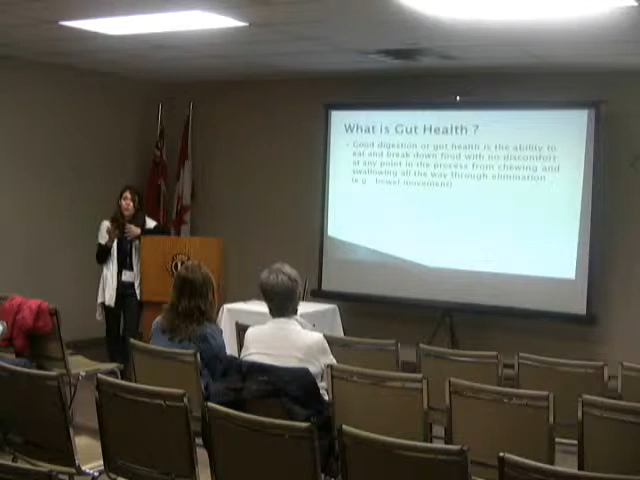 What is Gut Health ?
Good digestion or gut health is the ability to
eat and break down food with no discomfort
at any point in the process from chewing and
swallowing all the way through elimination
(e.g. bowel movement)